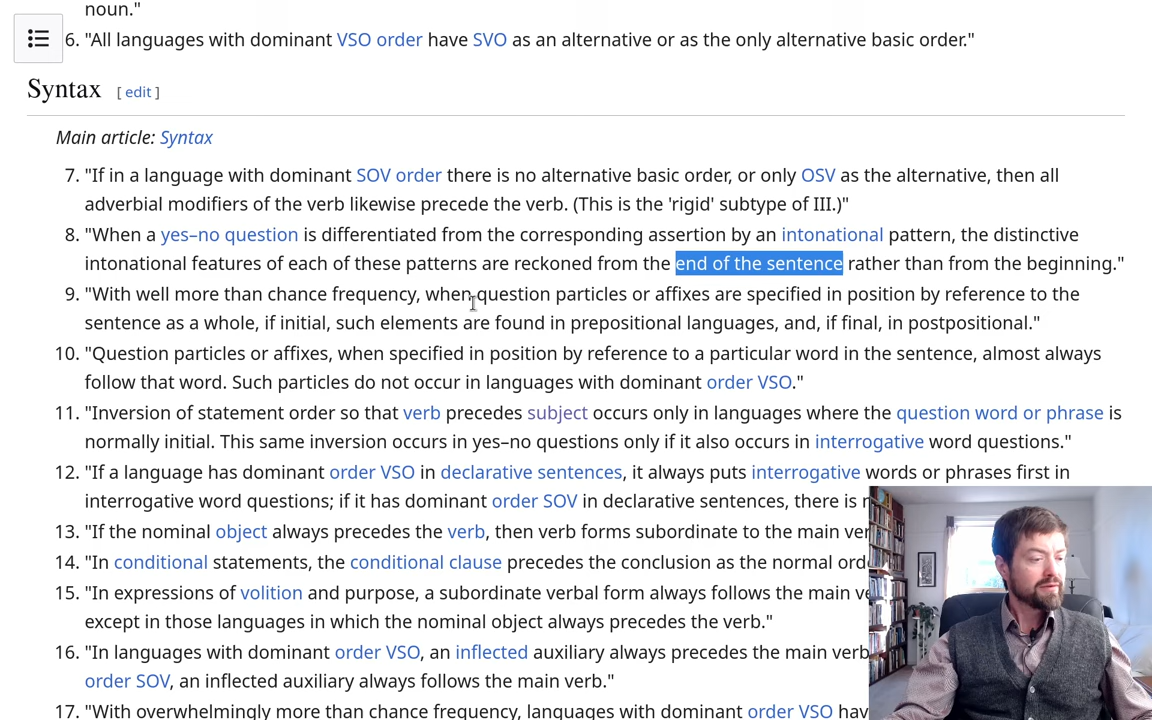 noun."
6. "All languages with dominant VSO order have SVO as an alternative or as the only alternative basic order."
Syntax [ edit ]
Main article: Syntax
7. "If in a language with dominant SOV order there is no alternative basic order, or only OSV as the alternative, then all
adverbial modifiers of the verb likewise precede the verb. (This is the 'rigid' subtype of III.)"
8. "When a yes–no question is differentiated from the corresponding assertion by an intonational pattern, the distinctive
intonational features of each of these patterns are reckoned from the end of the sentence rather than from the beginning."
9. "With well more than chance frequency, when question particles or affixes are specified in position by reference to the
sentence as a whole, if initial, such elements are found in prepositional languages, and, if final, in postpositional."
10. "Question particles or affixes, when specified in position by reference to a particular word in the sentence, almost always
follow that word. Such particles do not occur in languages with dominant order VSO."
11. "Inversion of statement order so that verb precedes subject occurs only in languages where the question word or phrase is
normally initial. This same inversion occurs in yes–no questions only if it also occurs in interrogative word questions."
12. "If a language has dominant order VSO in declarative sentences, it always puts interrogative words or phrases first in
interrogative word questions; if it has dominant order SOV in declarative sentences, there is
13. "If the nominal object always precedes the verb, then verb forms subordinate to the main
14. "In conditional statements, the conditional clause precedes the conclusion as the normal
15. "In expressions of volition and purpose, a subordinate verbal form always follows the main
except in those languages in which the nominal object always precedes the verb."
16. "In languages with dominant order VSO, an inflected auxiliary always precedes the main verb
order SOV, an inflected auxiliary always follows the main verb."
17. "With overwhelmingly more than chance frequency, languages with dominant order VSO